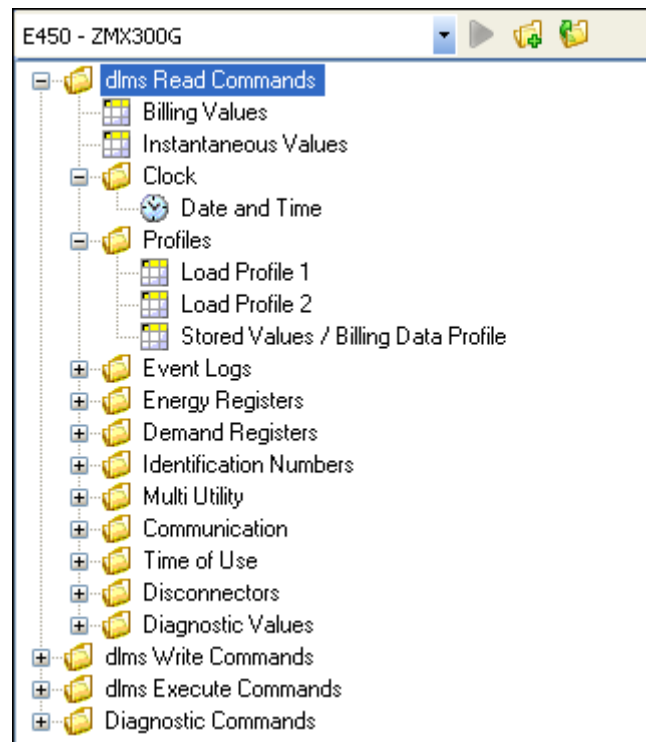 E450 - ZMX300G
dlms Read Commands
Billing Values
Instantaneous Values
Clock
Date and Time
Profiles
Load Profile 1
Load Profile 2
Stored Values / Billing Data Profile
Event Logs
Energy Registers
Demand Registers
Identification Numbers
Multi Utility
Communication
Time of Use
Disconnectors
Diagnostic Values
dlms Write Commands
dlms Execute Commands
Diagnostic Commands